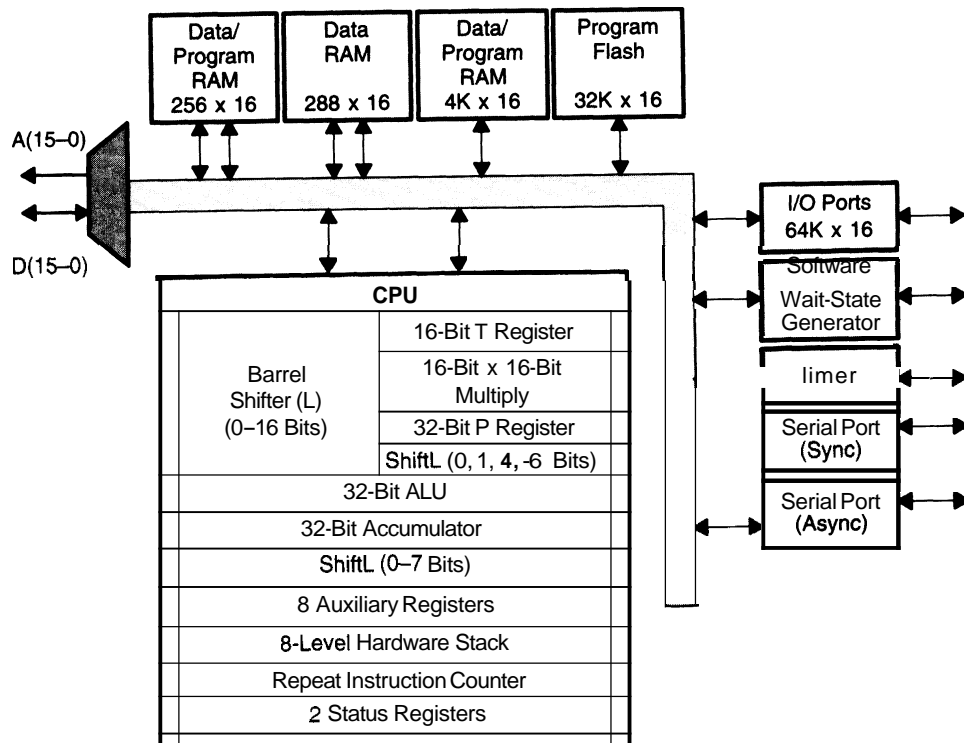 Data/
Program
RAM
256 x 16
Data
RAM
288 x 16
Data/
Program
RAM
4K x 16
Program
Flash
32K x 16
A(15–0)
D(15–0)
I/O Ports
64K x 16
Software
Wait-State
Generator
limer
Serial Port
(Sync)
Serial Port
(Async)
CPU
Barrel
Shifter (L)
(0–16 Bits)
16-Bit T Register
16-Bit x 16-Bit
Multiply
32-Bit P Register
ShiftL (0, 1, 4, -6 Bits)
32-Bit ALU
32-Bit Accumulator
ShiftL (0–7 Bits)
8 Auxiliary Registers
8-Level Hardware Stack
Repeat Instruction Counter
2 Status Registers